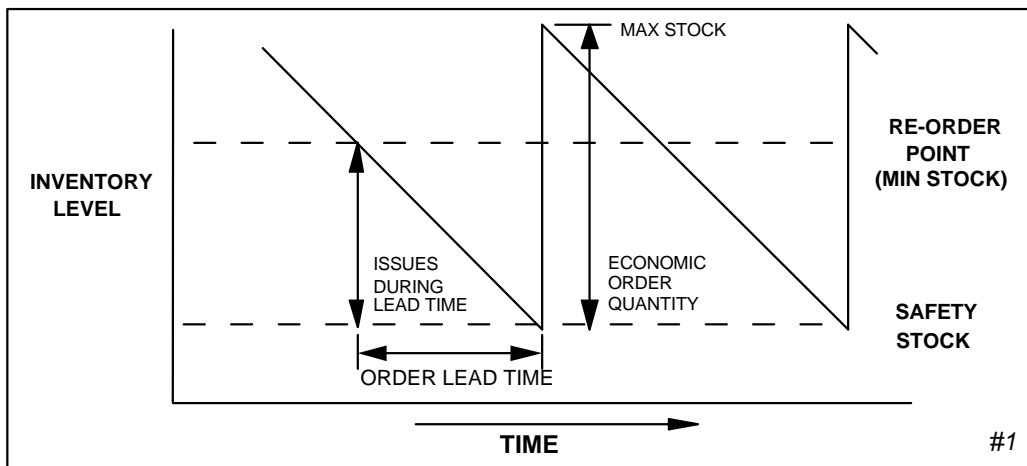 MAX STOCK
RE-ORDER
POINT
(MIN STOCK)
INVENTORY
LEVEL
ISSUES
DURING
LEAD TIME
ECONOMIC
ORDER
QUANTITY
SAFETY
STOCK
ORDER LEAD TIME
TIME
#1